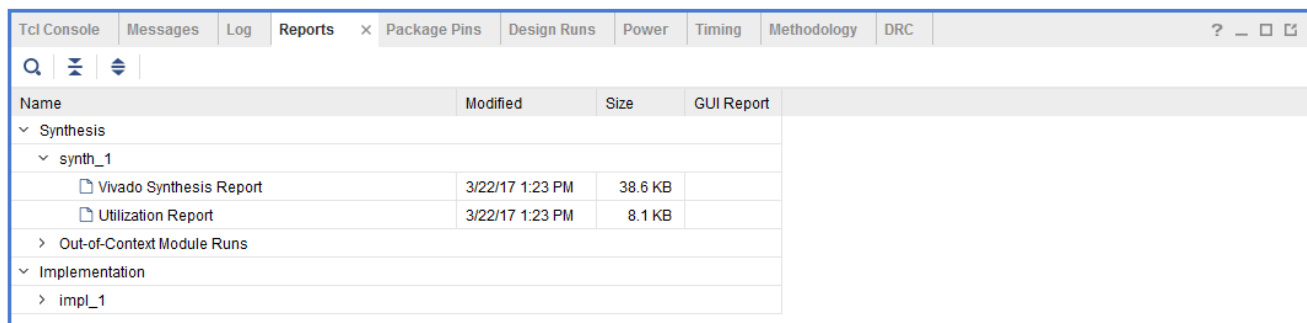 Tcl Console Messages Log Reports × Package Pins Design Runs Power Timing Methodology DRC ?
Name Modified Size GUI Report
Synthesis
synth_1
Vivado Synthesis Report 3/22/17 1:23 PM 38.6 KB
Utilization Report 3/22/17 1:23 PM 8.1 KB
Out-of-Context Module Runs
Implementation
impl_1